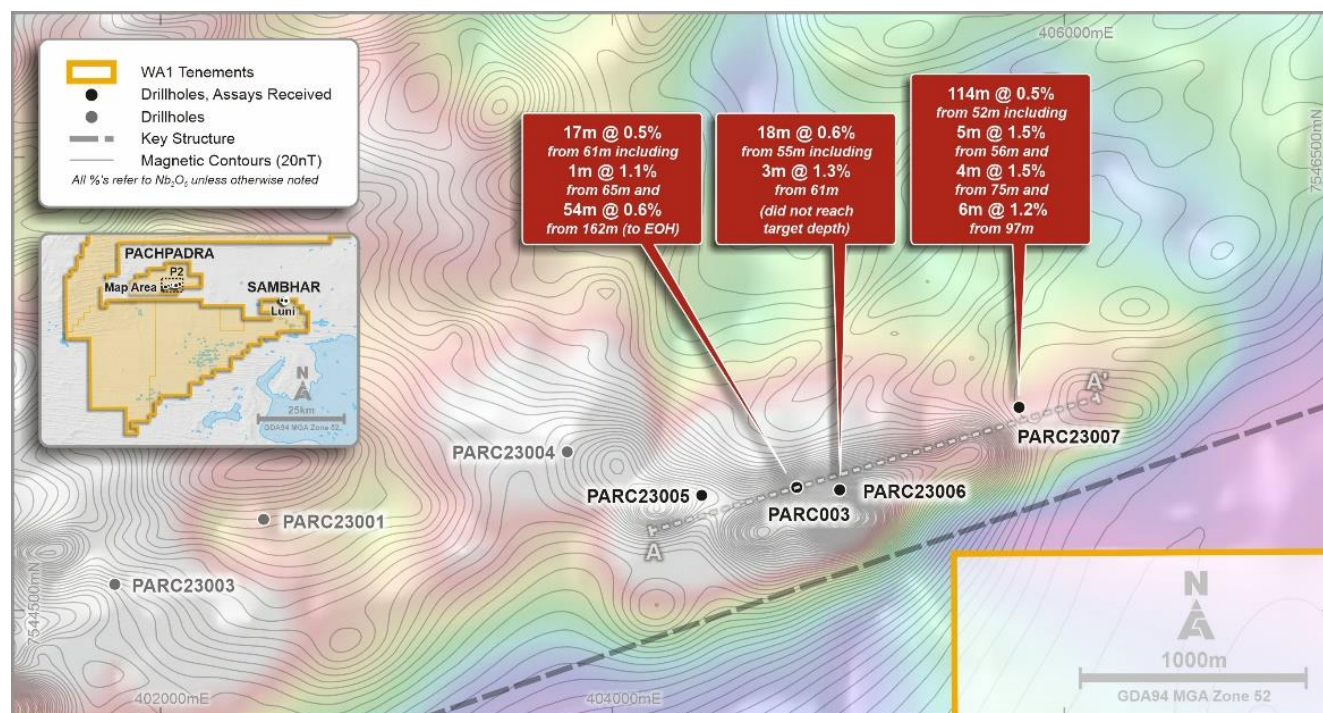 WA1 Tenements
Drillholes, Assays Received
Drillholes
Key Structure
Magnetic Contours (20nT)
All %'s refer to Nb₂O₅ unless otherwise noted
PACHPADRA
P2
Map Area
SAMBHAR
Luni
N
25km
GDA94 MGA Zone 52
406000mE
7546500mN
17m @ 0.5%
from 61m including
1m @ 1.1%
from 65m and
54m @ 0.6%
from 162m (to EOH)
18m @ 0.6%
from 55m including
3m @ 1.3%
from 61m
(did not reach
target depth)
114m @ 0.5%
from 52m including
5m @ 1.5%
from 56m and
4m @ 1.5%
from 75m and
6m @ 1.2%
from 97m
A'
PARC23007
PARC23004
PARC23005
PARC003
PARC23006
A
PARC23001
PARC23003
7544500mN
402000mE
404000mE
N
1000m
GDA94 MGA Zone 52